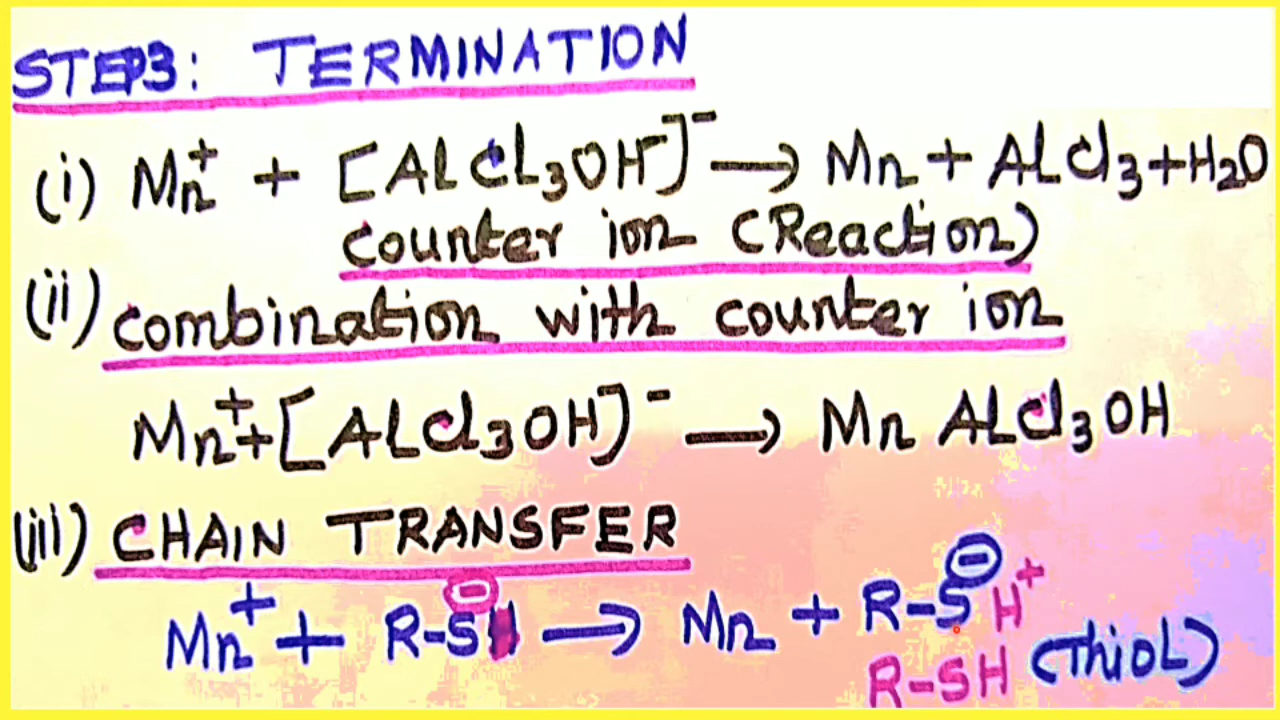 STEP3: TERMINATION
(i) Mn⁺ + [AlCl₃OH]⁻ → Mn + AlCl₃ + H₂O
counter ion (Reaction)
(ii) combination with counter ion
Mn⁺ + [AlCl₃OH]⁻ → Mn AlCl₃OH
(iii) CHAIN TRANSFER
Mn⁺ + R-S⊖ → Mn + R-S⊖ H⁺
R-SH (Thiol)